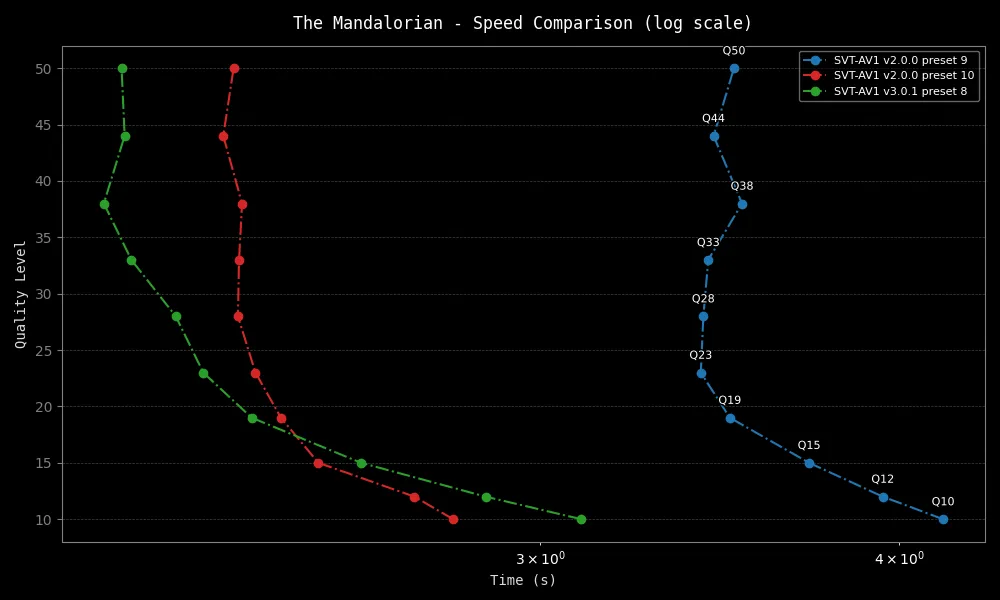 The Mandalorian - Speed Comparison (log scale)
SVT-AV1 v2.0.0 preset 9
SVT-AV1 v2.0.0 preset 10
SVT-AV1 v3.0.1 preset 8
Quality Level
50
45
40
35
30
25
20
15
10
Q50
Q44
Q38
Q33
Q28
Q23
Q19
Q15
Q12
Q10
3 × 10⁰
4 × 10⁰
Time (s)